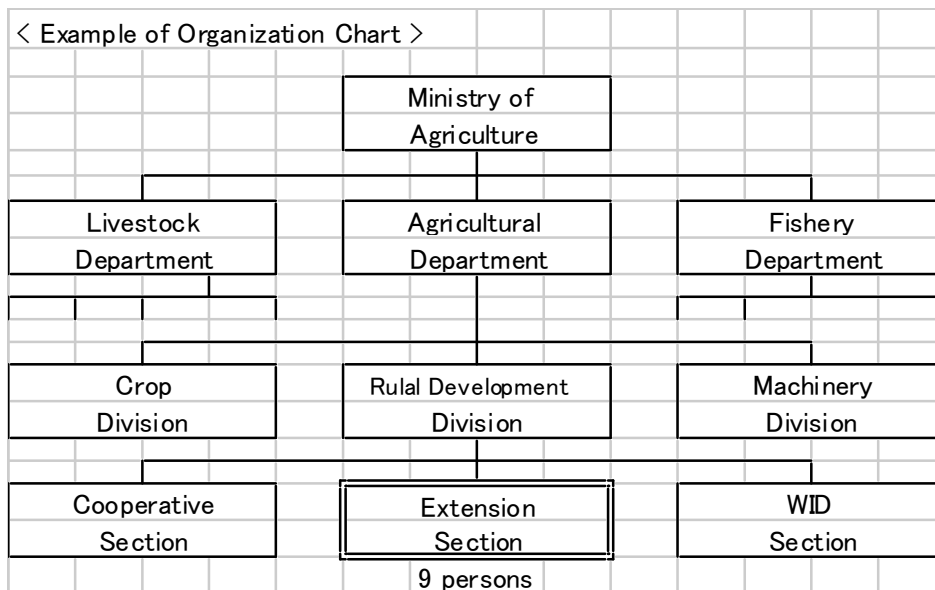 < Example of Organization Chart >
Ministry of
Agriculture
Livestock
Department
Agricultural
Department
Fishery
Department
Crop
Division
Rulal Development
Division
Machinery
Division
Cooperative
Section
Extension
Section
WID
Section
9 persons